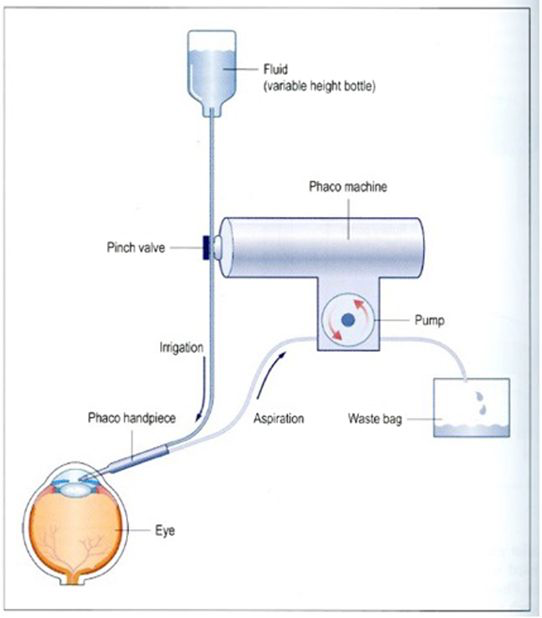 Fluid
(variable height bottle)
Phaco machine
Pinch valve
Pump
Irrigation
Phaco handpiece
Aspiration
Waste bag
Eye